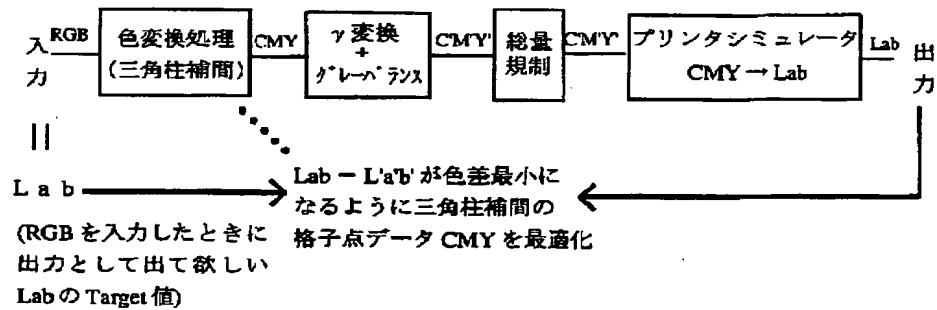 入力
RGB
色変換処理
(三角柱補間)
CMY
γ 変換
+
グレーバランス
C'M'Y'
総量
規制
C'M'Y'
プリンタシミュレータ
CMY → Lab
Lab
出力
||
L a b
(RGB を入力したときに
出力として出て欲しい
Lab の Target 値)
Lab − L'a'b' が色差最小に
なるように三角柱補間の
格子点データ CMY を最適化